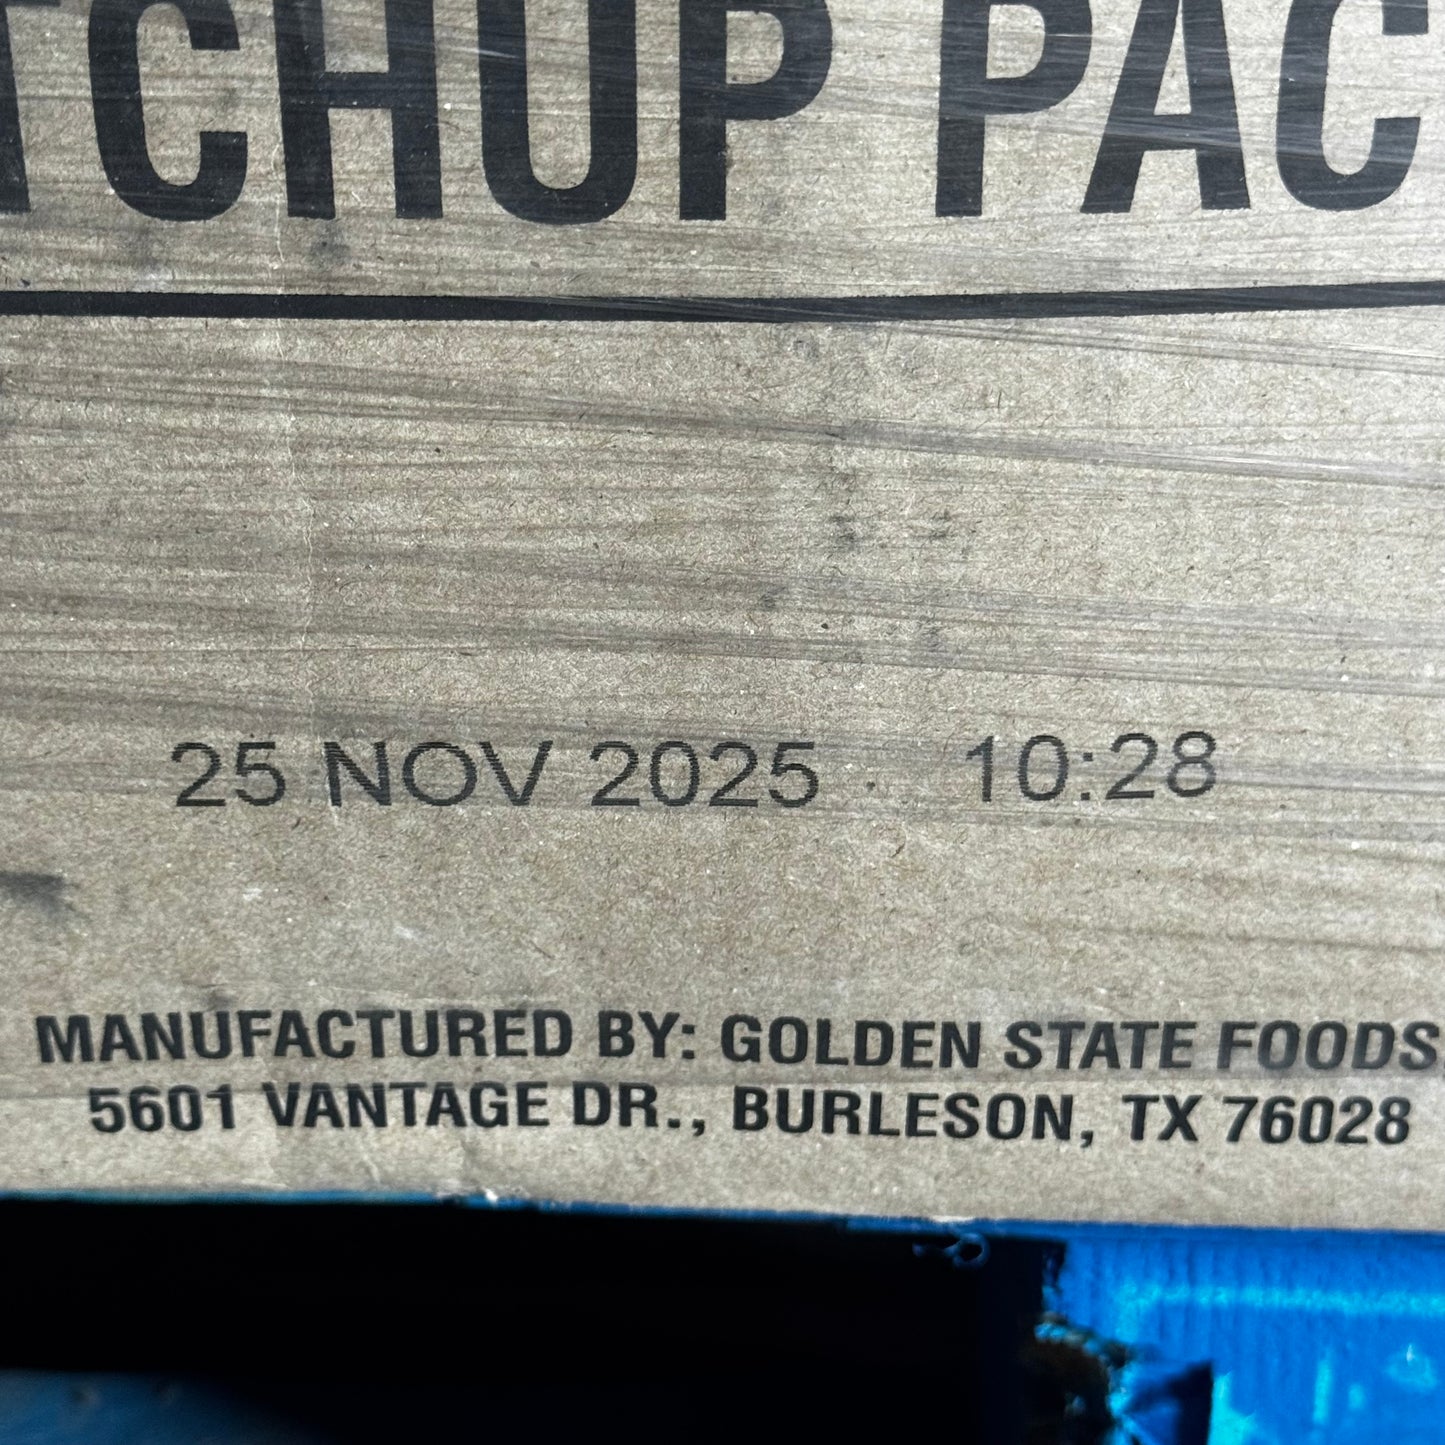 TCHUP PAC
25 NOV 2025 10:28
MANUFACTURED BY: GOLDEN STATE FOODS,
5601 VANTAGE DR., BURLESON, TX 76028